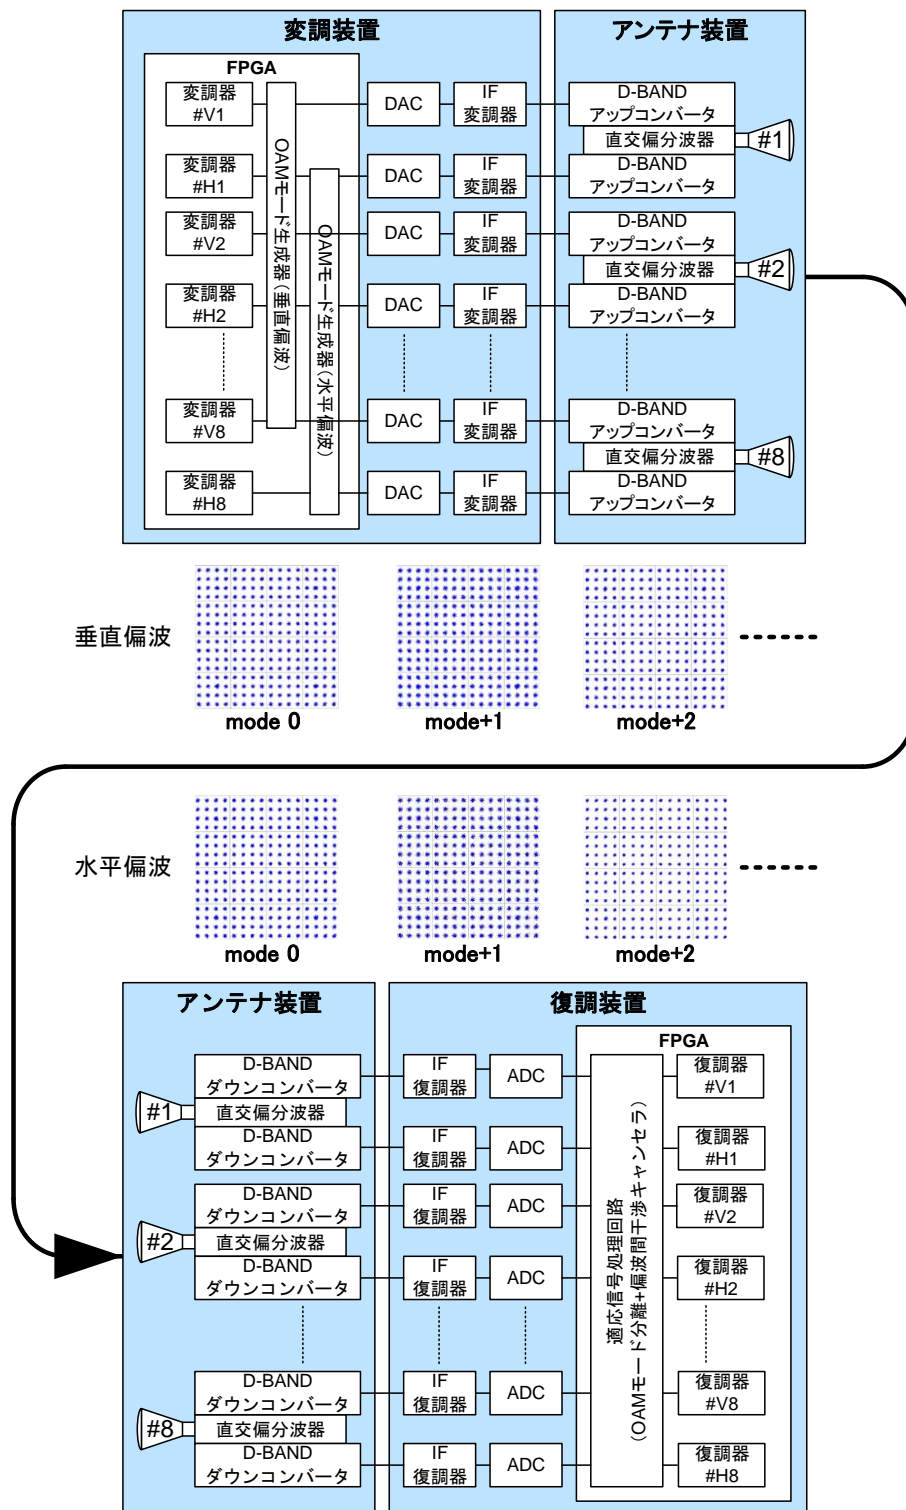 変調装置
アンテナ装置
FPGA
変調器
#V1
DAC
IF
変調器
D-BAND
アップコンバータ
直交偏分波器
#1
変調器
#H1
DAC
IF
変調器
D-BAND
アップコンバータ
変調器
#V2
DAC
IF
変調器
D-BAND
アップコンバータ
直交偏分波器
#2
変調器
#H2
DAC
IF
変調器
D-BAND
アップコンバータ
変調器
#V8
DAC
IF
変調器
D-BAND
アップコンバータ
直交偏分波器
#8
変調器
#H8
DAC
IF
変調器
D-BAND
アップコンバータ
OAMモード生成器(垂直偏波)
OAMモード生成器(水平偏波)
垂直偏波
mode 0
mode+1
mode+2
水平偏波
mode 0
mode+1
mode+2
アンテナ装置
復調装置
FPGA
#1
D-BAND
ダウンコンバータ
直交偏分波器
D-BAND
ダウンコンバータ
IF
復調器
ADC
復調器
#V1
IF
復調器
ADC
復調器
#H1
#2
D-BAND
ダウンコンバータ
直交偏分波器
D-BAND
ダウンコンバータ
IF
復調器
ADC
復調器
#V2
IF
復調器
ADC
復調器
#H2
#8
D-BAND
ダウンコンバータ
直交偏分波器
D-BAND
ダウンコンバータ
IF
復調器
ADC
復調器
#V8
IF
復調器
ADC
復調器
#H8
適応信号処理回路
(OAMモード分離+偏波間干渉キャンセラ)